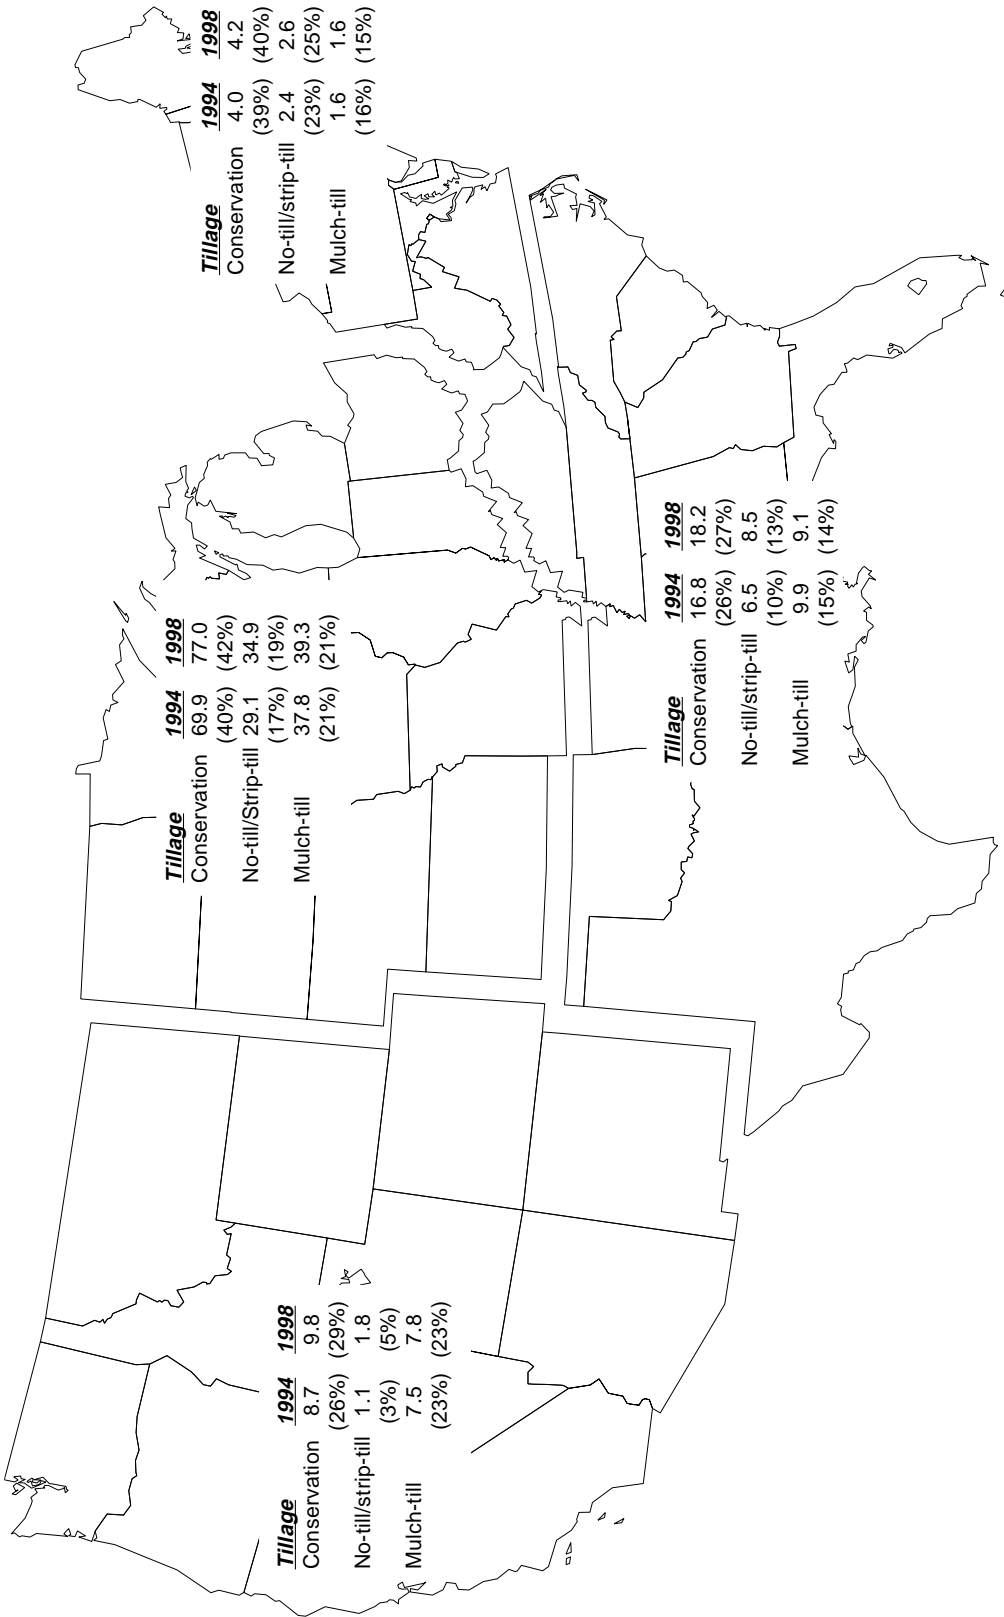 Tillage 1994 1998
Conservation 4.0 4.2
(39%) (40%)
No-till/strip-till 2.4 2.6
(23%) (25%)
Mulch-till 1.6 1.6
(16%) (15%)
Tillage 1994 1998
Conservation 69.9 77.0
(40%) (42%)
No-till/Strip-till 29.1 34.9
(17%) (19%)
Mulch-till 37.8 39.3
(21%) (21%)
Tillage 1994 1998
Conservation 8.7 9.8
(26%) (29%)
No-till/strip-till 1.1 1.8
(3%) (5%)
Mulch-till 7.5 7.8
(23%) (23%)
Tillage 1994 1998
Conservation 16.8 18.2
(26%) (27%)
No-till/strip-till 6.5 8.5
(10%) (13%)
Mulch-till 9.9 9.1
(15%) (14%)